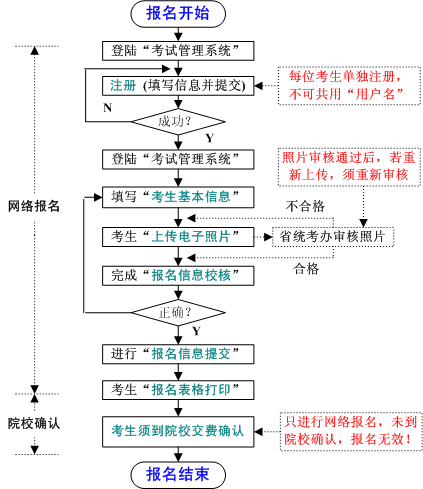 报名开始
登陆“考试管理系统”
注册 (填写信息并提交)
每位考生单独注册，
不可共用“用户名”
N
成功?
Y
登陆“考试管理系统”
照片审核通过后，若重
新上传，须重新审核
填写“考生基本信息”
网络报名
不合格
考生“上传电子照片”
省统考办审核照片
合格
完成“报名信息校核”
正确?
Y
进行“报名信息提交”
考生“报名表格打印”
院校确认
考生须到院校交费确认
只进行网络报名，未到
院校确认，报名无效！
报名结束